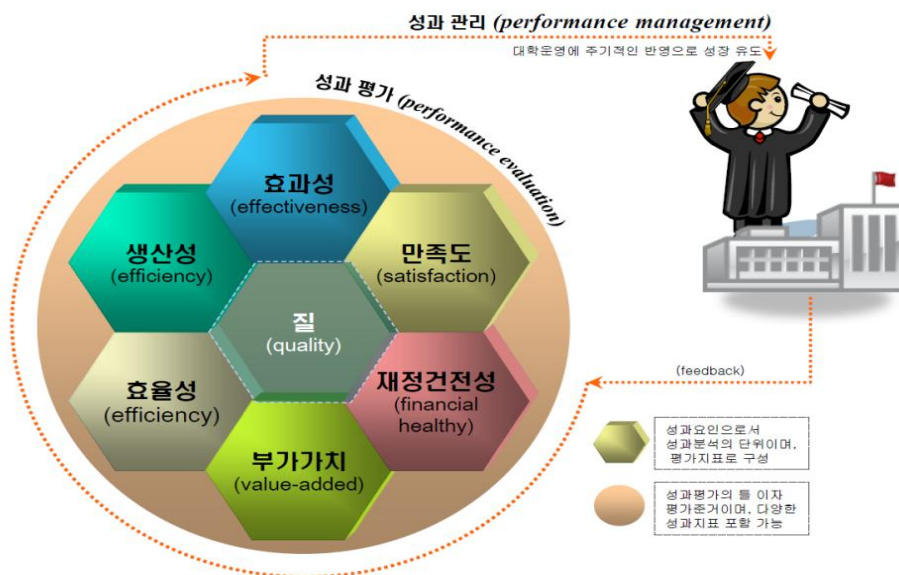 성과 관리 (performance management)
대학운영에 주기적인 반영으로 성장 유도
성과 평가 (performance evaluation)
효과성
(effectiveness)
생산성
(efficiency)
만족도
(satisfaction)
질
(quality)
효율성
(efficiency)
재정건전성
(financial
healthy)
부가가치
(value-added)
(feedback)
성과요인으로서
성과분석의 단위이며,
평가지표로 구성
성과평가의 틀 이자
평가준거이며, 다양한
성과지표 포함 가능